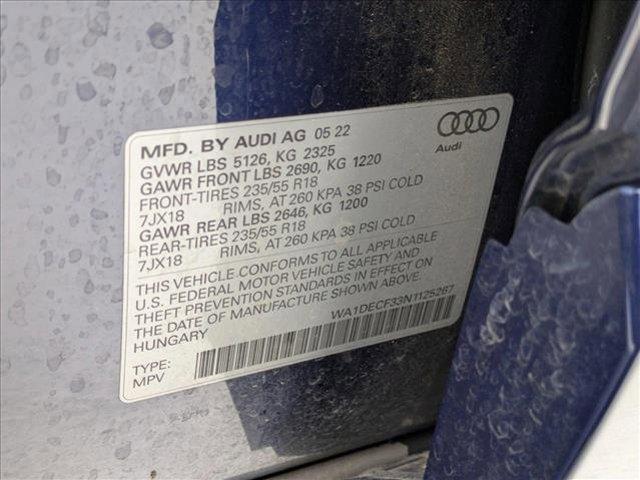 MFD. BY AUDI AG 05 22
GVWR LBS 5126, KG 2325
GAWR FRONT LBS 2690, KG 1220
FRONT-TIRES 235/55 R18
7JX18 RIMS, AT 260 KPA 38 PSI COLD
GAWR REAR LBS 2646, KG 1200
REAR-TIRES 235/55 R18
7JX18 RIMS, AT 260 KPA 38 PSI COLD
THIS VEHICLE CONFORMS TO ALL APPLICABLE
U.S. FEDERAL MOTOR VEHICLE SAFETY AND
THEFT PREVENTION STANDARDS IN EFFECT ON
THE DATE OF MANUFACTURE SHOWN ABOVE.
HUNGARY WA1DECF33N1125267
TYPE:
MPV
Audi